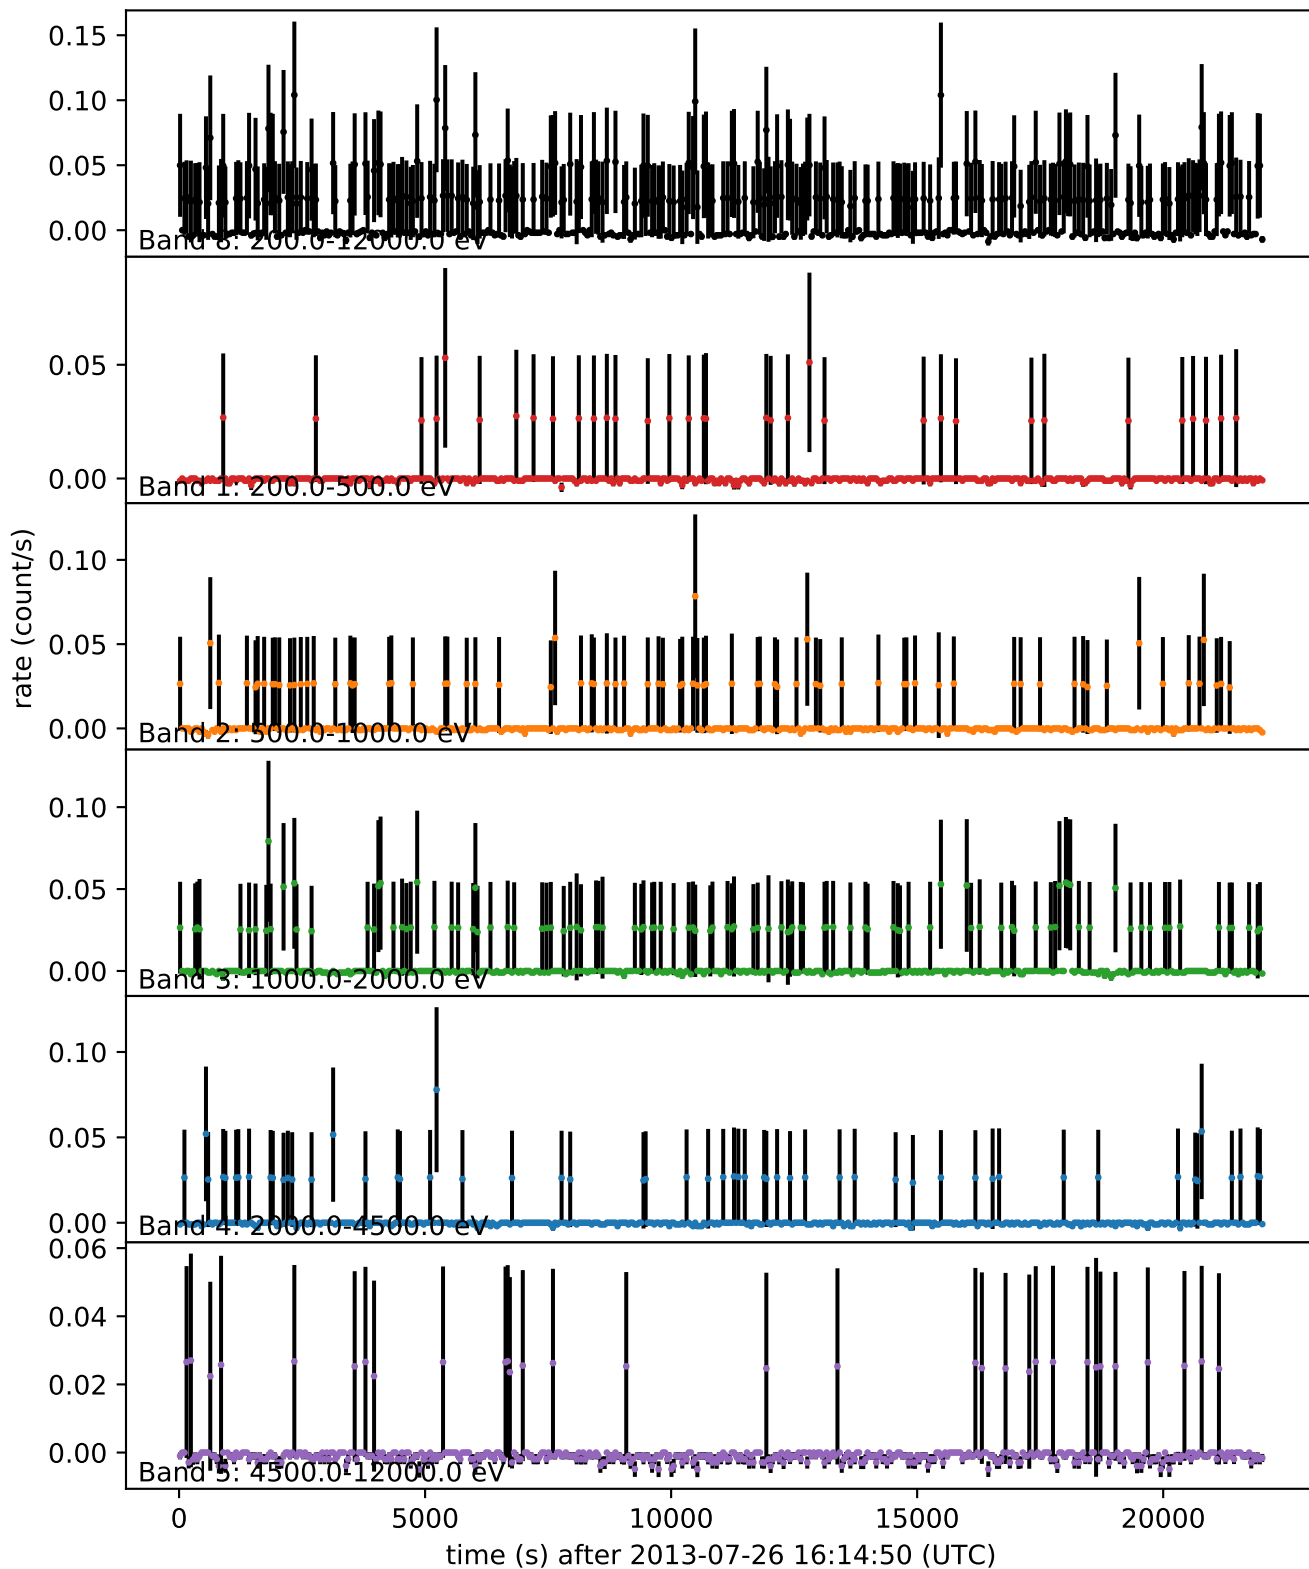 0.15
0.10
0.05
0.00
Band 8: 200.0-12000.0 eV
0.05
0.00
Band 1: 200.0-500.0 eV
rate (count/s)
0.10
0.05
0.00
Band 2: 500.0-1000.0 eV
0.10
0.05
0.00
Band 3: 1000.0-2000.0 eV
0.10
0.05
0.00
Band 4: 2000.0-4500.0 eV
0.06
0.04
0.02
0.00
Band 5: 4500.0-12000.0 eV
0 5000 10000 15000 20000
time (s) after 2013-07-26 16:14:50 (UTC)